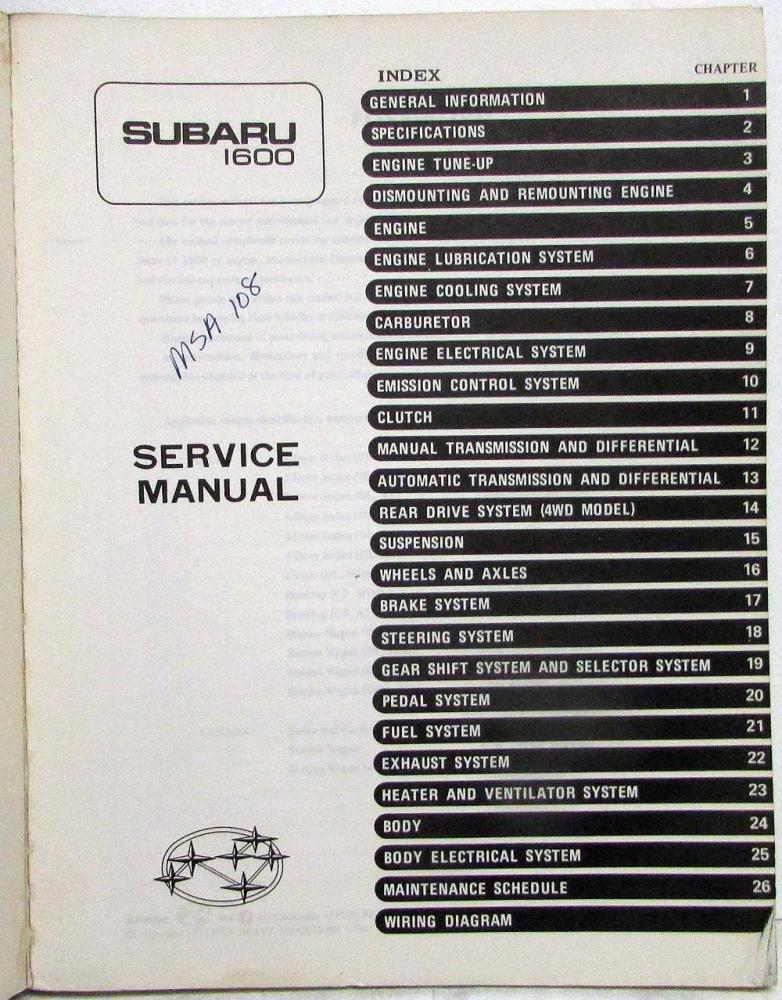 SUBARU
1600
MSA 108
SERVICE
MANUAL
INDEX CHAPTER
GENERAL INFORMATION 1
SPECIFICATIONS 2
ENGINE TUNE-UP 3
DISMOUNTING AND REMOUNTING ENGINE 4
ENGINE 5
ENGINE LUBRICATION SYSTEM 6
ENGINE COOLING SYSTEM 7
CARBURETOR 8
ENGINE ELECTRICAL SYSTEM 9
EMISSION CONTROL SYSTEM 10
CLUTCH 11
MANUAL TRANSMISSION AND DIFFERENTIAL 12
AUTOMATIC TRANSMISSION AND DIFFERENTIAL 13
REAR DRIVE SYSTEM (4WD MODEL) 14
SUSPENSION 15
WHEELS AND AXLES 16
BRAKE SYSTEM 17
STEERING SYSTEM 18
GEAR SHIFT SYSTEM AND SELECTOR SYSTEM 19
PEDAL SYSTEM 20
FUEL SYSTEM 21
EXHAUST SYSTEM 22
HEATER AND VENTILATOR SYSTEM 23
BODY 24
BODY ELECTRICAL SYSTEM 25
MAINTENANCE SCHEDULE 26
WIRING DIAGRAM